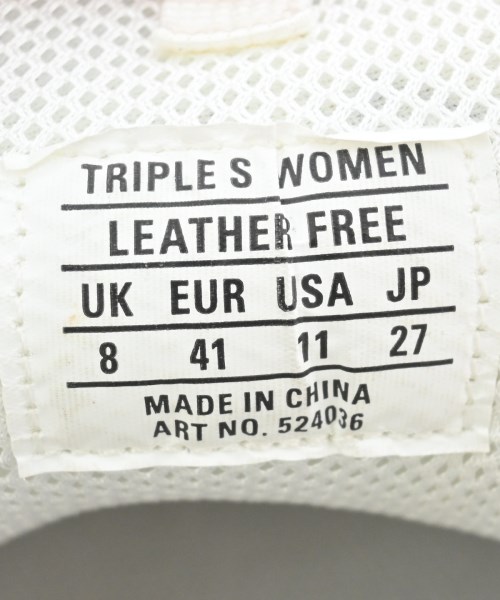 TRIPLE S WOMEN
LEATHER FREE
UK EUR USA JP
8 41 11 27
MADE IN CHINA
ART NO. 524036